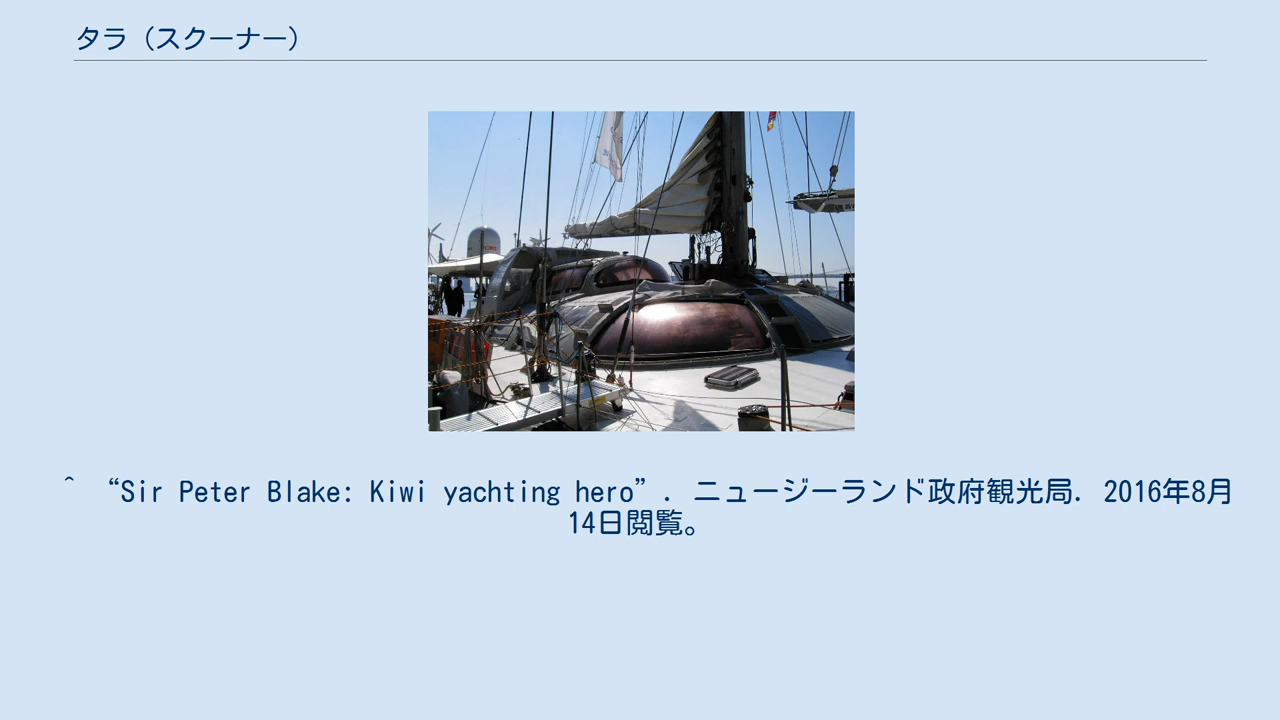 タラ（スクーナー）
^ “Sir Peter Blake: Kiwi yachting hero”. ニュージーランド政府観光局. 2016年8月
14日閲覧。